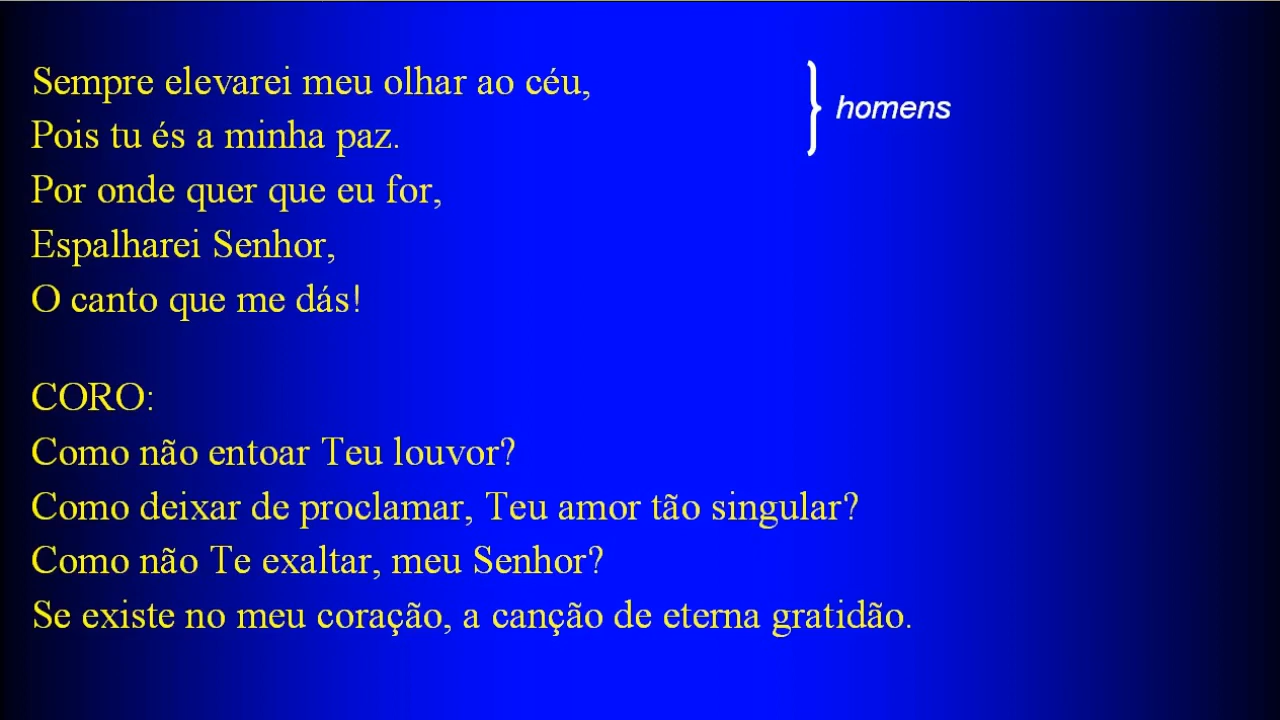 Sempre elevarei meu olhar ao céu,
Pois tu és a minha paz.
homens
Por onde quer que eu for,
Espalharei Senhor,
O canto que me dás!
CORO:
Como não entoar Teu louvor?
Como deixar de proclamar, Teu amor tão singular?
Como não Te exaltar, meu Senhor?
Se existe no meu coração, a canção de eterna gratidão.